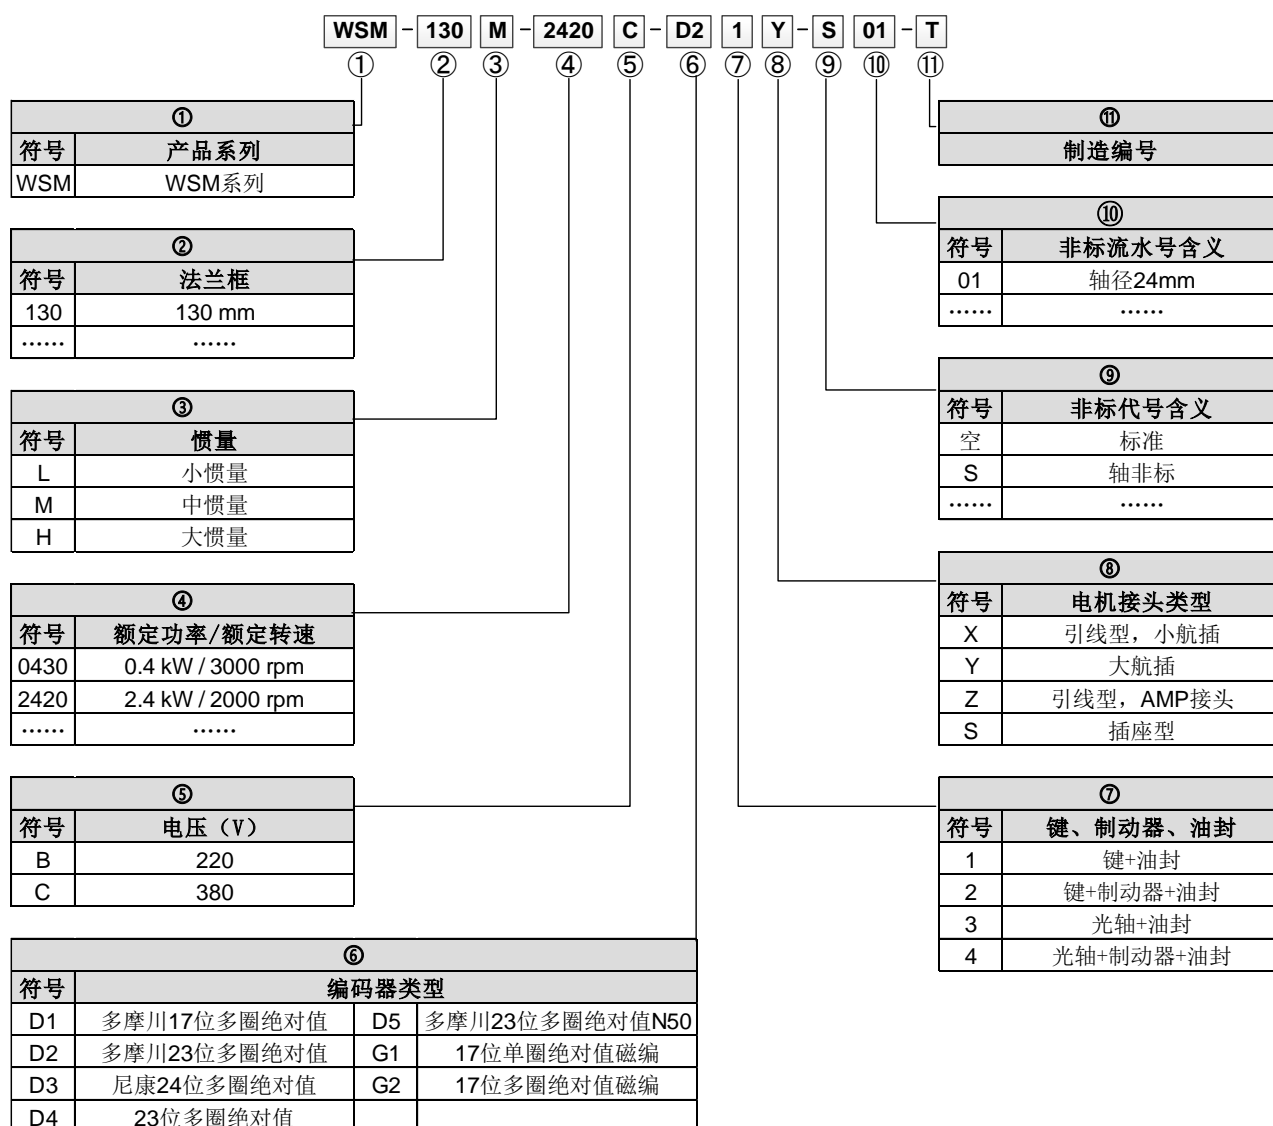 WSM - 130 M - 2420 C - D2 1 Y - S 01 - T
① ② ③ ④ ⑤ ⑥ ⑦ ⑧ ⑨ ⑩ ⑪
①
符号 产品系列
WSM WSM系列
②
符号 法兰框
130 130 mm
…… ……
③
符号 惯量
L 小惯量
M 中惯量
H 大惯量
④
符号 额定功率/额定转速
0430 0.4 kW / 3000 rpm
2420 2.4 kW / 2000 rpm
…… ……
⑤
符号 电压（V）
B 220
C 380
⑥
符号 编码器类型
D1 多摩川17位多圈绝对值 D5 多摩川23位多圈绝对值N50
D2 多摩川23位多圈绝对值 G1 17位单圈绝对值磁编
D3 尼康24位多圈绝对值 G2 17位多圈绝对值磁编
D4 23位多圈绝对值
⑪
制造编号
⑩
符号 非标流水号含义
01 轴径24mm
…… ……
⑨
符号 非标代号含义
空 标准
S 轴非标
…… ……
⑧
符号 电机接头类型
X 引线型，小航插
Y 大航插
Z 引线型，AMP接头
S 插座型
⑦
符号 键、制动器、油封
1 键+油封
2 键+制动器+油封
3 光轴+油封
4 光轴+制动器+油封